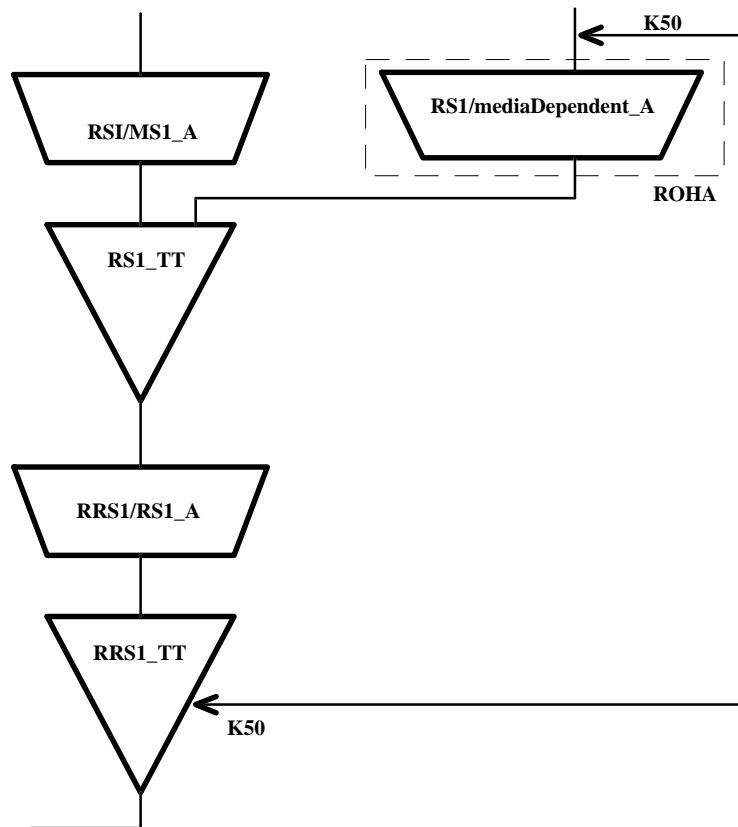 K50
RSI/MS1_A
RS1/mediaDependent_A
ROHA
RS1_TT
RRS1/RS1_A
RRS1_TT
K50